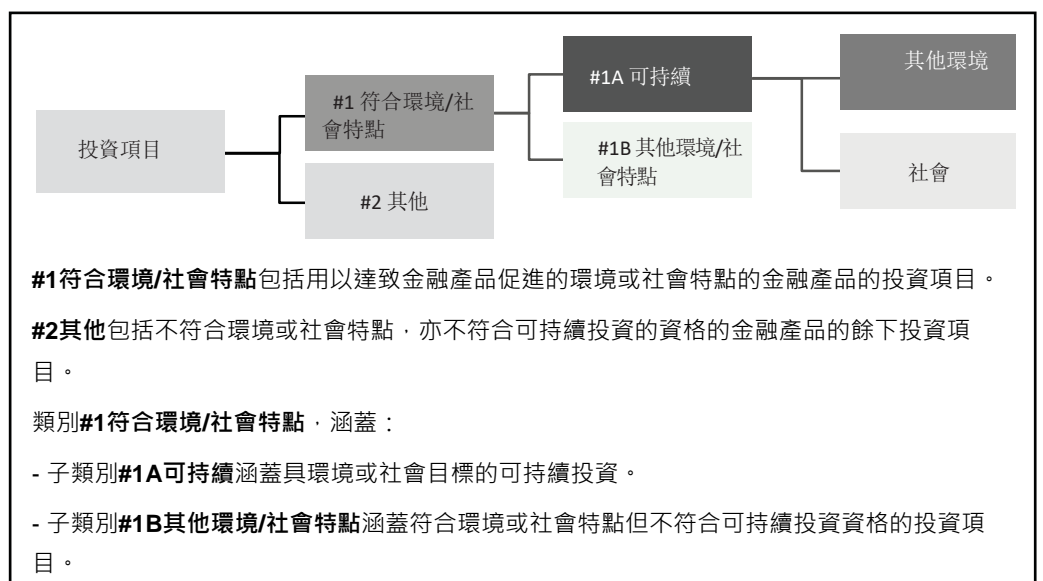 投資項目
#1 符合環境/社
會特點
#2 其他
#1A 可持續
#1B 其他環境/社
會特點
其他環境
社會
#1符合環境/社會特點包括用以達致金融產品促進的環境或社會特點的金融產品的投資項目。
#2其他包括不符合環境或社會特點，亦不符合可持續投資的資格的金融產品的餘下投資項
目。
類別#1符合環境/社會特點，涵蓋：
- 子類別#1A可持續涵蓋具環境或社會目標的可持續投資。
- 子類別#1B其他環境/社會特點涵蓋符合環境或社會特點但不符合可持續投資資格的投資項
目。